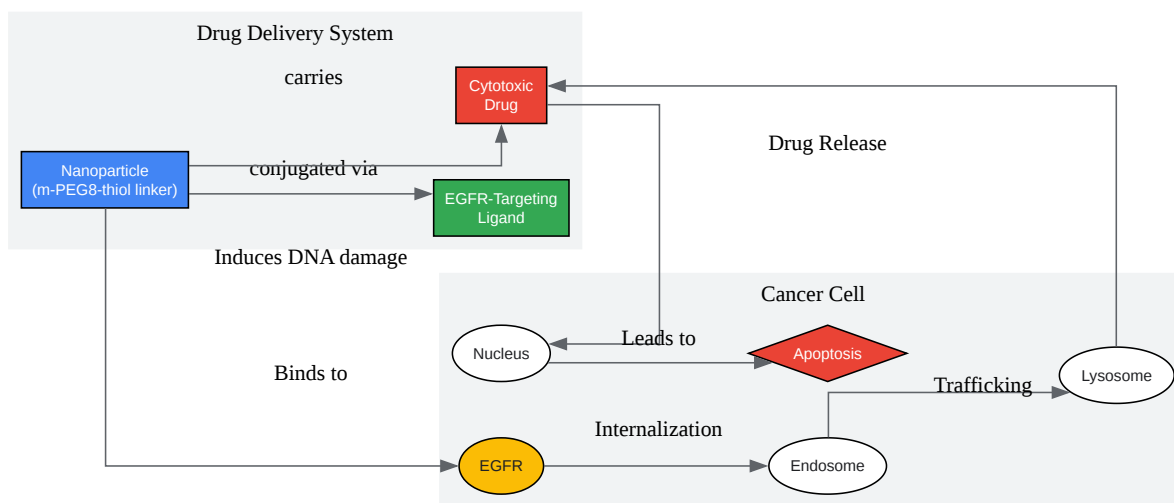 Drug Delivery System
carries
Cytotoxic
Drug
Drug Release
Nanoparticle
(m-PEG8-thiol linker)
conjugated via
EGFR-Targeting
Ligand
Induces DNA damage
Cancer Cell
Nucleus
Leads to
Apoptosis
Lysosome
Binds to
Trafficking
Internalization
EGFR
Endosome